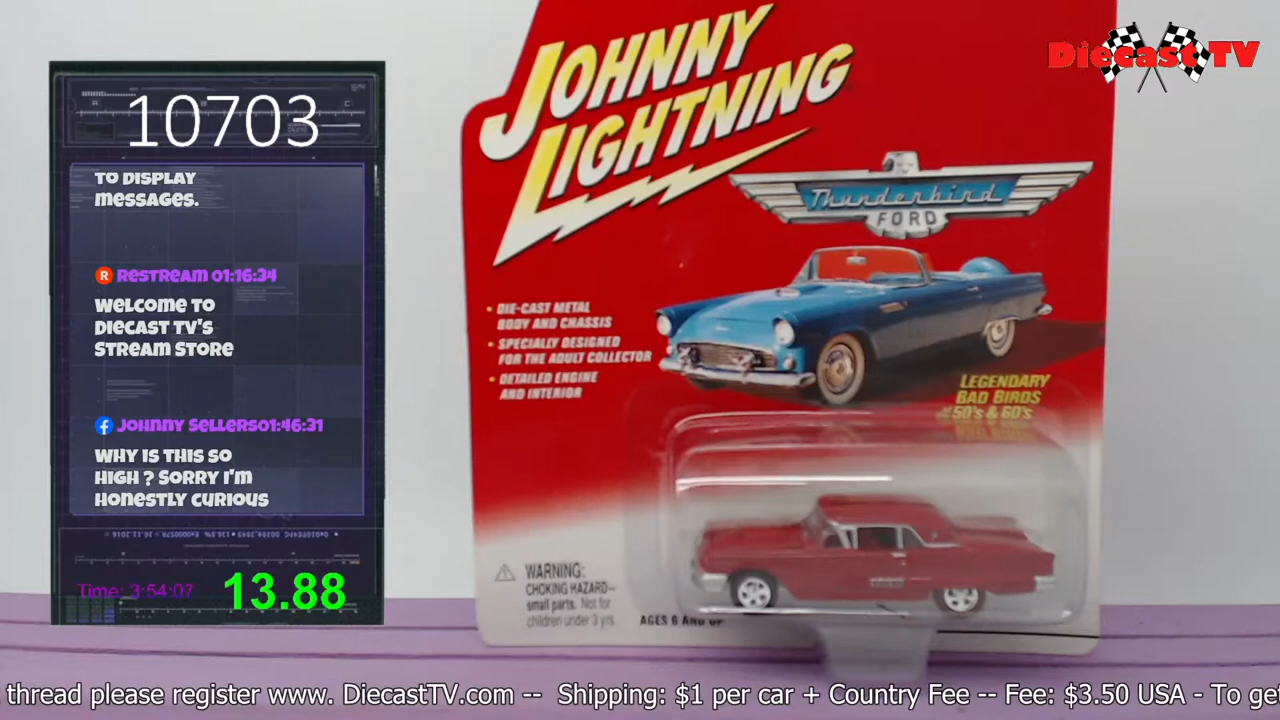 Diecast TV
10703
TO DISPLAY
MESSAGES.
RESTREAM 01:16:34
WELCOME TO
DIECAST TV'S
STREAM STORE
JOHNNY SELLERS01:46:31
WHY IS THIS SO
HIGH ? SORRY I'M
HONESTLY CURIOUS
Time: 3:54:07
13.88
JOHNNY
LIGHTNING
Thunderbird
FORD
• DIE-CAST METAL
BODY AND CHASSIS
• SPECIALLY DESIGNED
FOR THE ADULT COLLECTOR
• DETAILED ENGINE
AND INTERIOR
LEGENDARY
BAD BIRDS
OF THE 50's & 60's
WARNING:
CHOKING HAZARD–
small parts. Not for
children under 3 yrs.
AGES 6 AND UP
thread please register www. DiecastTV.com -- Shipping: $1 per car + Country Fee -- Fee: $3.50 USA - To get